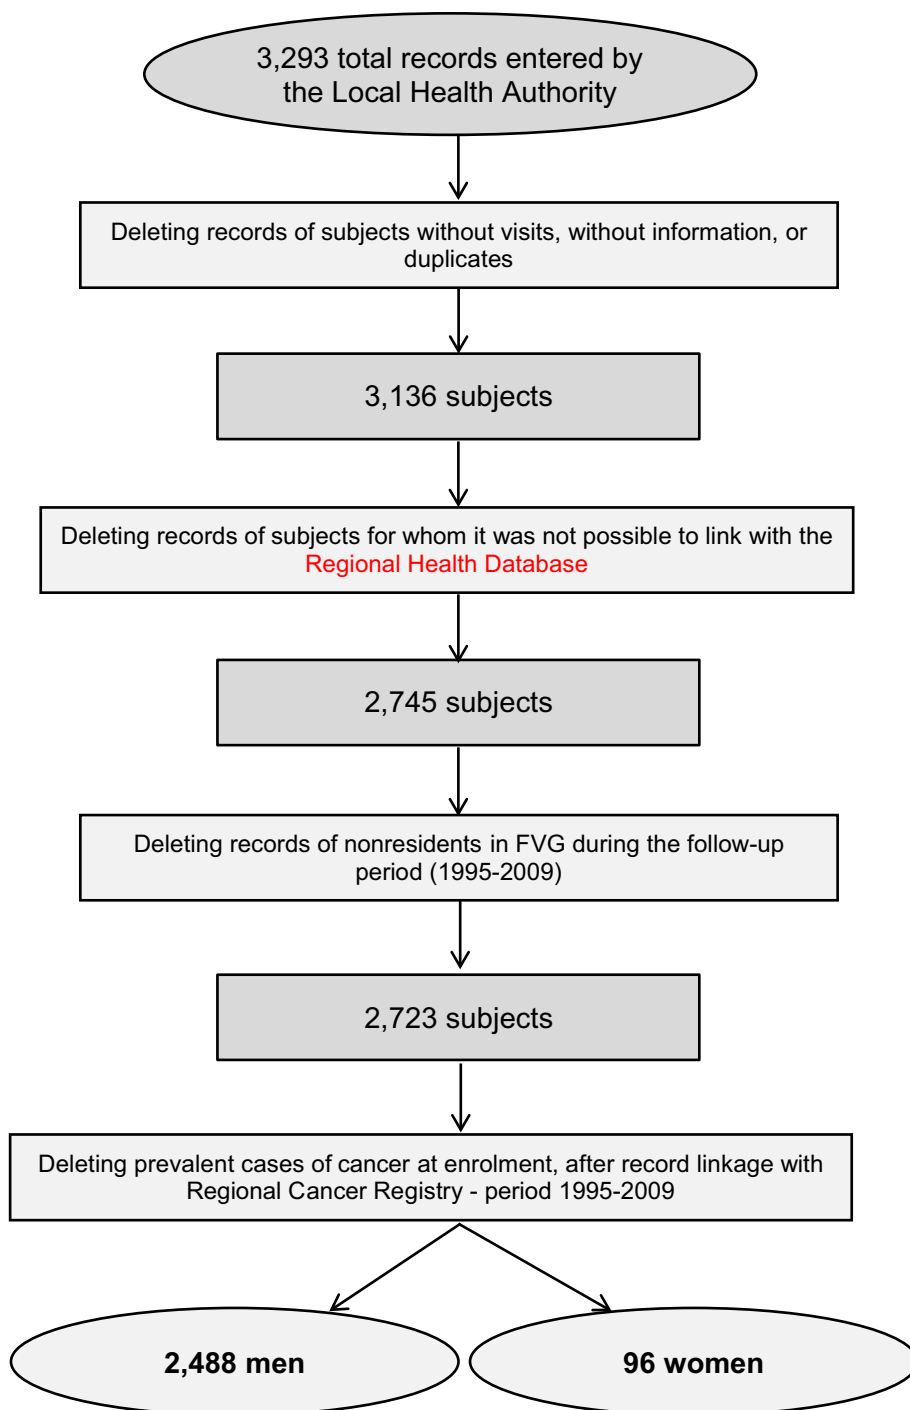 3,293 total records entered by
the Local Health Authority
Deleting records of subjects without visits, without information, or
duplicates
3,136 subjects
Deleting records of subjects for whom it was not possible to link with the
Regional Health Database
2,745 subjects
Deleting records of nonresidents in FVG during the follow-up
period (1995-2009)
2,723 subjects
Deleting prevalent cases of cancer at enrolment, after record linkage with
Regional Cancer Registry - period 1995-2009
2,488 men
96 women